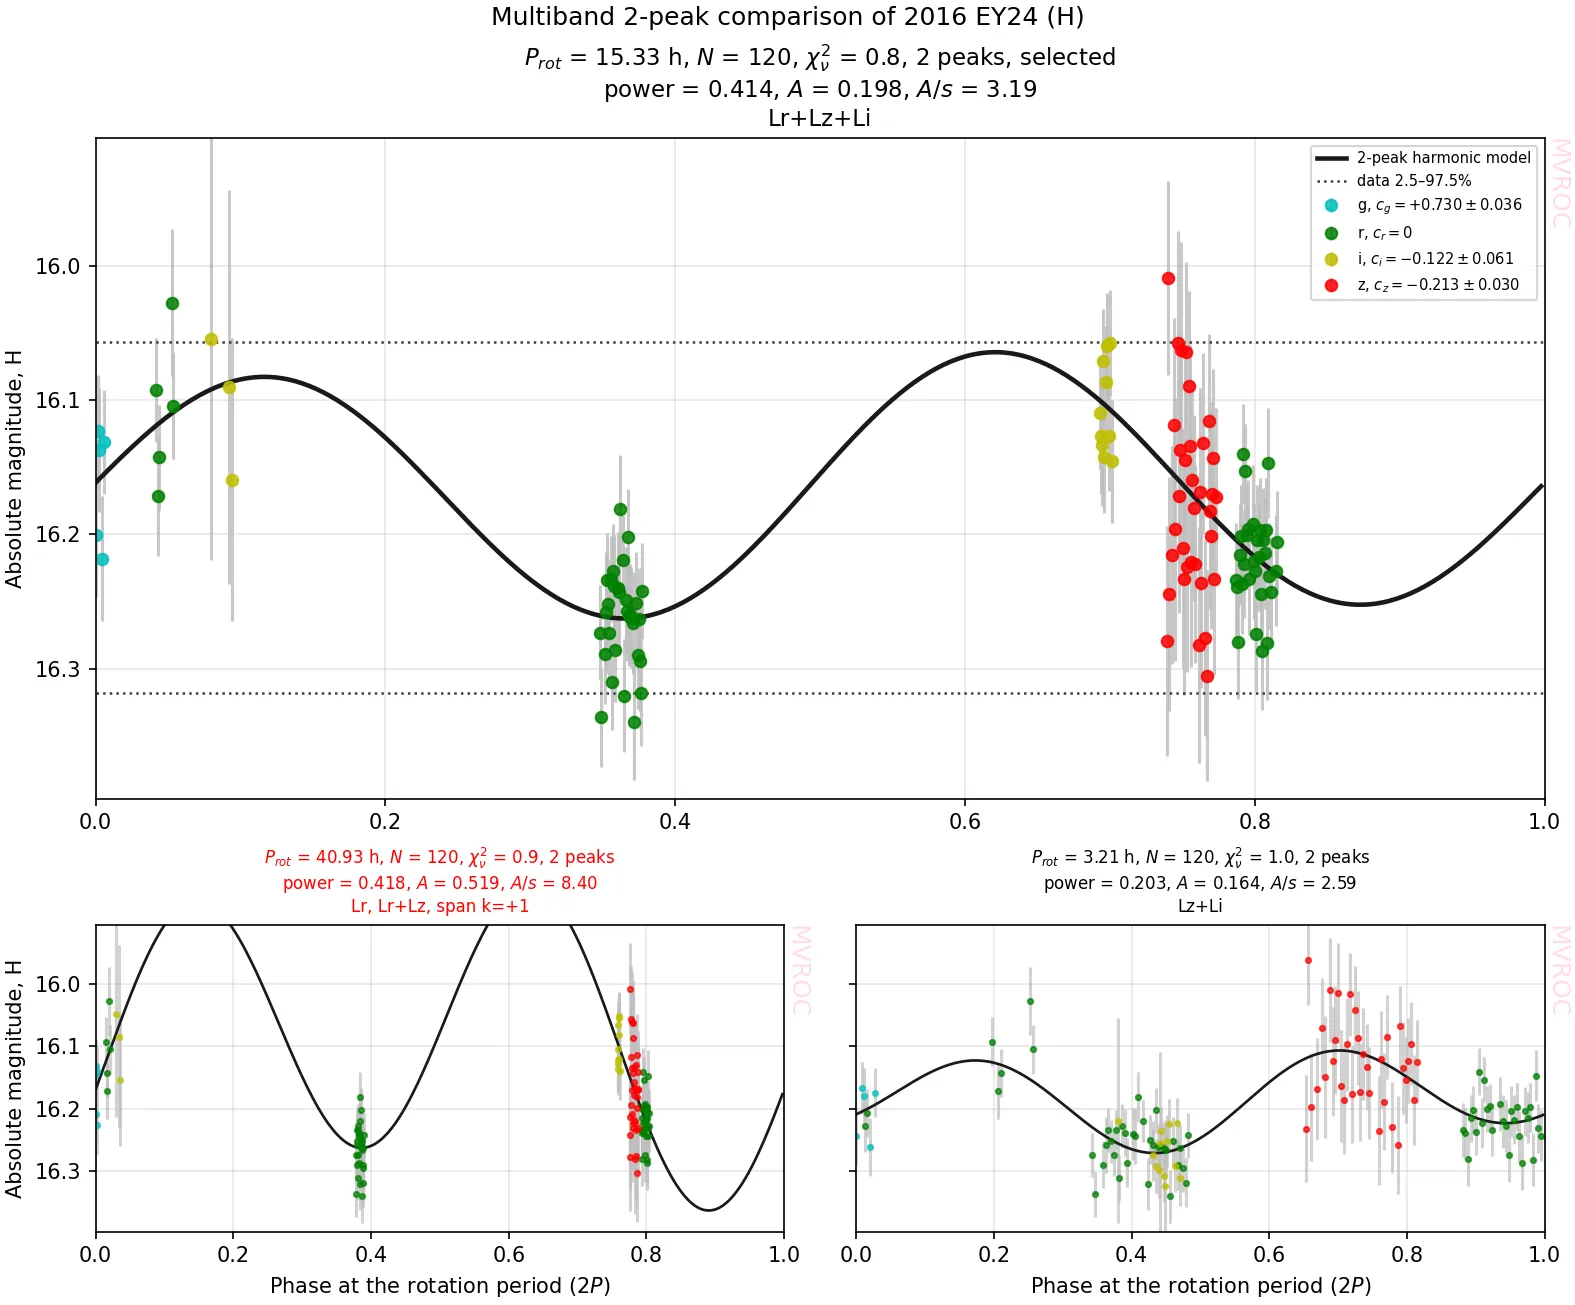 Multiband 2-peak comparison of 2016 EY24 (H)
P_rot = 15.33 h, N = 120, χ²_ν = 0.8, 2 peaks, selected
power = 0.414, A = 0.198, A/s = 3.19
Lr+Lz+Li
Absolute magnitude, H
16.0
16.1
16.2
16.3
0.0 0.2 0.4 0.6 0.8 1.0
2-peak harmonic model
data 2.5–97.5%
g, c_g = +0.730 ± 0.036
r, c_r = 0
i, c_i = −0.122 ± 0.061
z, c_z = −0.213 ± 0.030
MVROC
P_rot = 40.93 h, N = 120, χ²_ν = 0.9, 2 peaks
power = 0.418, A = 0.519, A/s = 8.40
Lr, Lr+Lz, span k=+1
Absolute magnitude, H
16.0
16.1
16.2
16.3
0.0 0.2 0.4 0.6 0.8 1.0
Phase at the rotation period (2P)
MVROC
P_rot = 3.21 h, N = 120, χ²_ν = 1.0, 2 peaks
power = 0.203, A = 0.164, A/s = 2.59
Lz+Li
0.0 0.2 0.4 0.6 0.8 1.0
Phase at the rotation period (2P)
MVROC